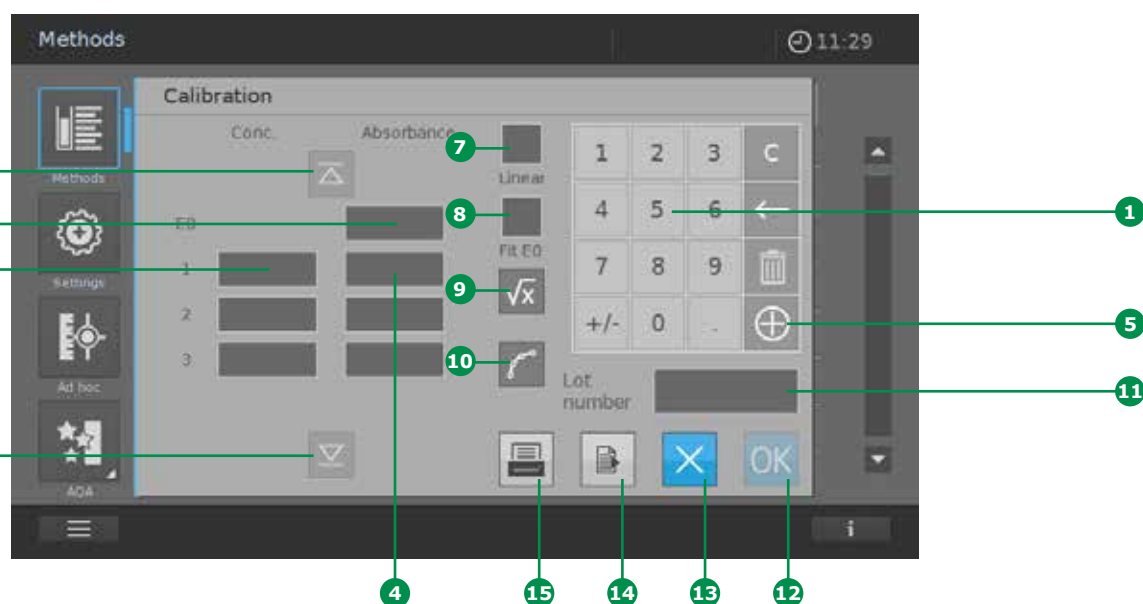 Methods 11:29
Calibration
Conc. Absorbance
7
1 2 3 C
Methods
Linear
8
4 5 6 ←
1
E0
Fit E0
1
7 8 9
Settings
9
√x
2
+/- 0 .
5
3
10
Ad hoc
Lot
number
11
OK
AQA
i
4 15 14 13 12